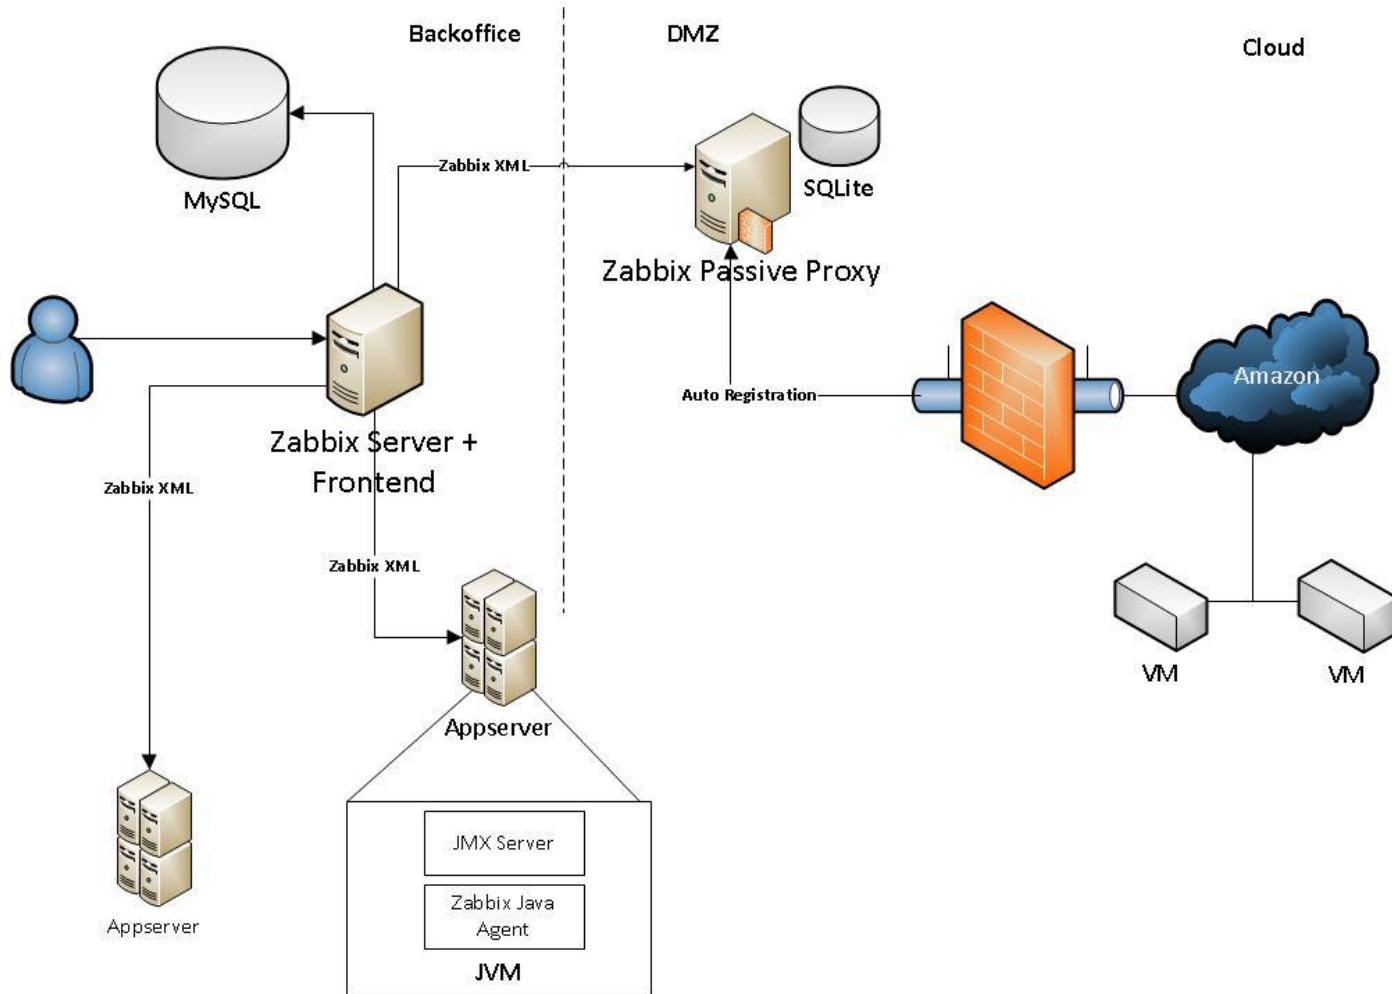 Backoffice
DMZ
Cloud
MySQL
Zabbix XML
SQLite
Zabbix Passive Proxy
Amazon
Auto Registration
Zabbix Server +
Frontend
Zabbix XML
Zabbix XML
VM
VM
Appserver
JMX Server
Zabbix Java
Agent
JVM
Appserver